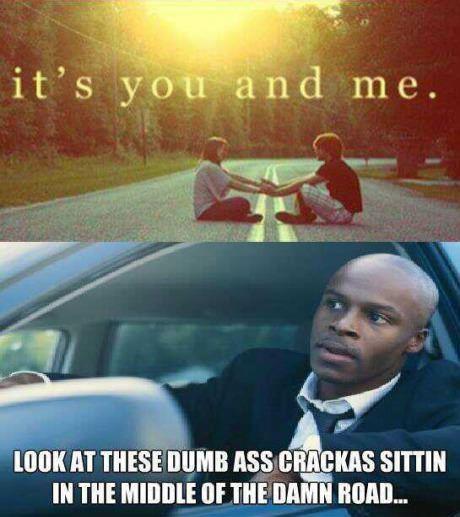 it's you and me.
LOOK AT THESE DUMB ASS CRACKAS SITTIN
IN THE MIDDLE OF THE DAMN ROAD...